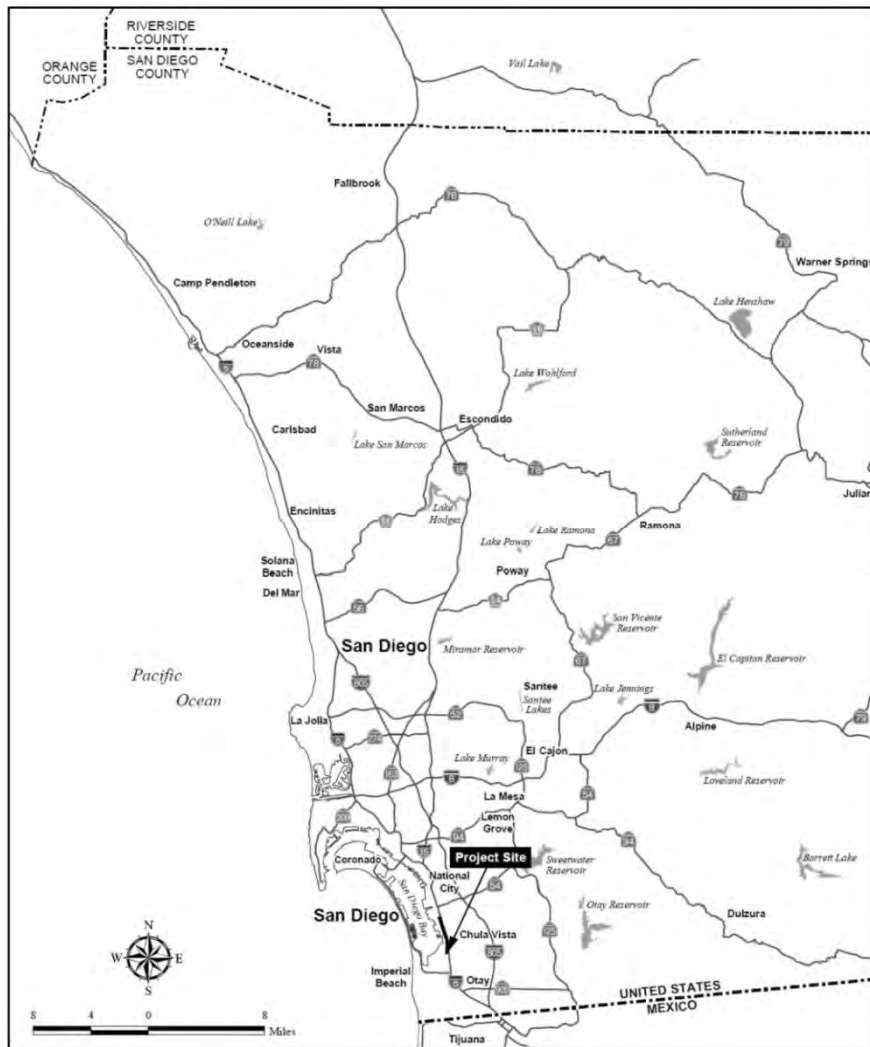 RIVERSIDE
COUNTY
ORANGE
COUNTY
SAN DIEGO
COUNTY
Vail Lake
Fallbrook
76
O'Neill Lake
79
Warner Springs
Camp Pendleton
Lake Henshaw
Oceanside
Vista
5
78
Lake Wohlford
San Marcos
Escondido
Carlsbad
Lake San Marcos
Sutherland
Reservoir
15
78
78
Julian
Encinitas
Lake
Hodges
Lake Ramona
Ramona
Lake Poway
67
Solana
Beach
Poway
Del Mar
56
San Vicente
Reservoir
San Diego
Miramar Reservoir
El Capitan Reservoir
67
Pacific
Ocean
805
Santee
Santee
Lakes
Lake Jennings
8
La Jolla
52
Alpine
79
5
El Cajon
Lake Murray
163
8
125
Loveland Reservoir
La Mesa
54
Lemon
Grove
94
94
15
Coronado
Project Site
Sweetwater
Reservoir
Barrett Lake
National
City
54
San Diego Bay
Otay Reservoir
San Diego
Dulzura
Chula Vista
125
805
N
W
E
S
Imperial
Beach
5
Otay
UNITED STATES
MEXICO
8
4
0
8
Miles
Tijuana